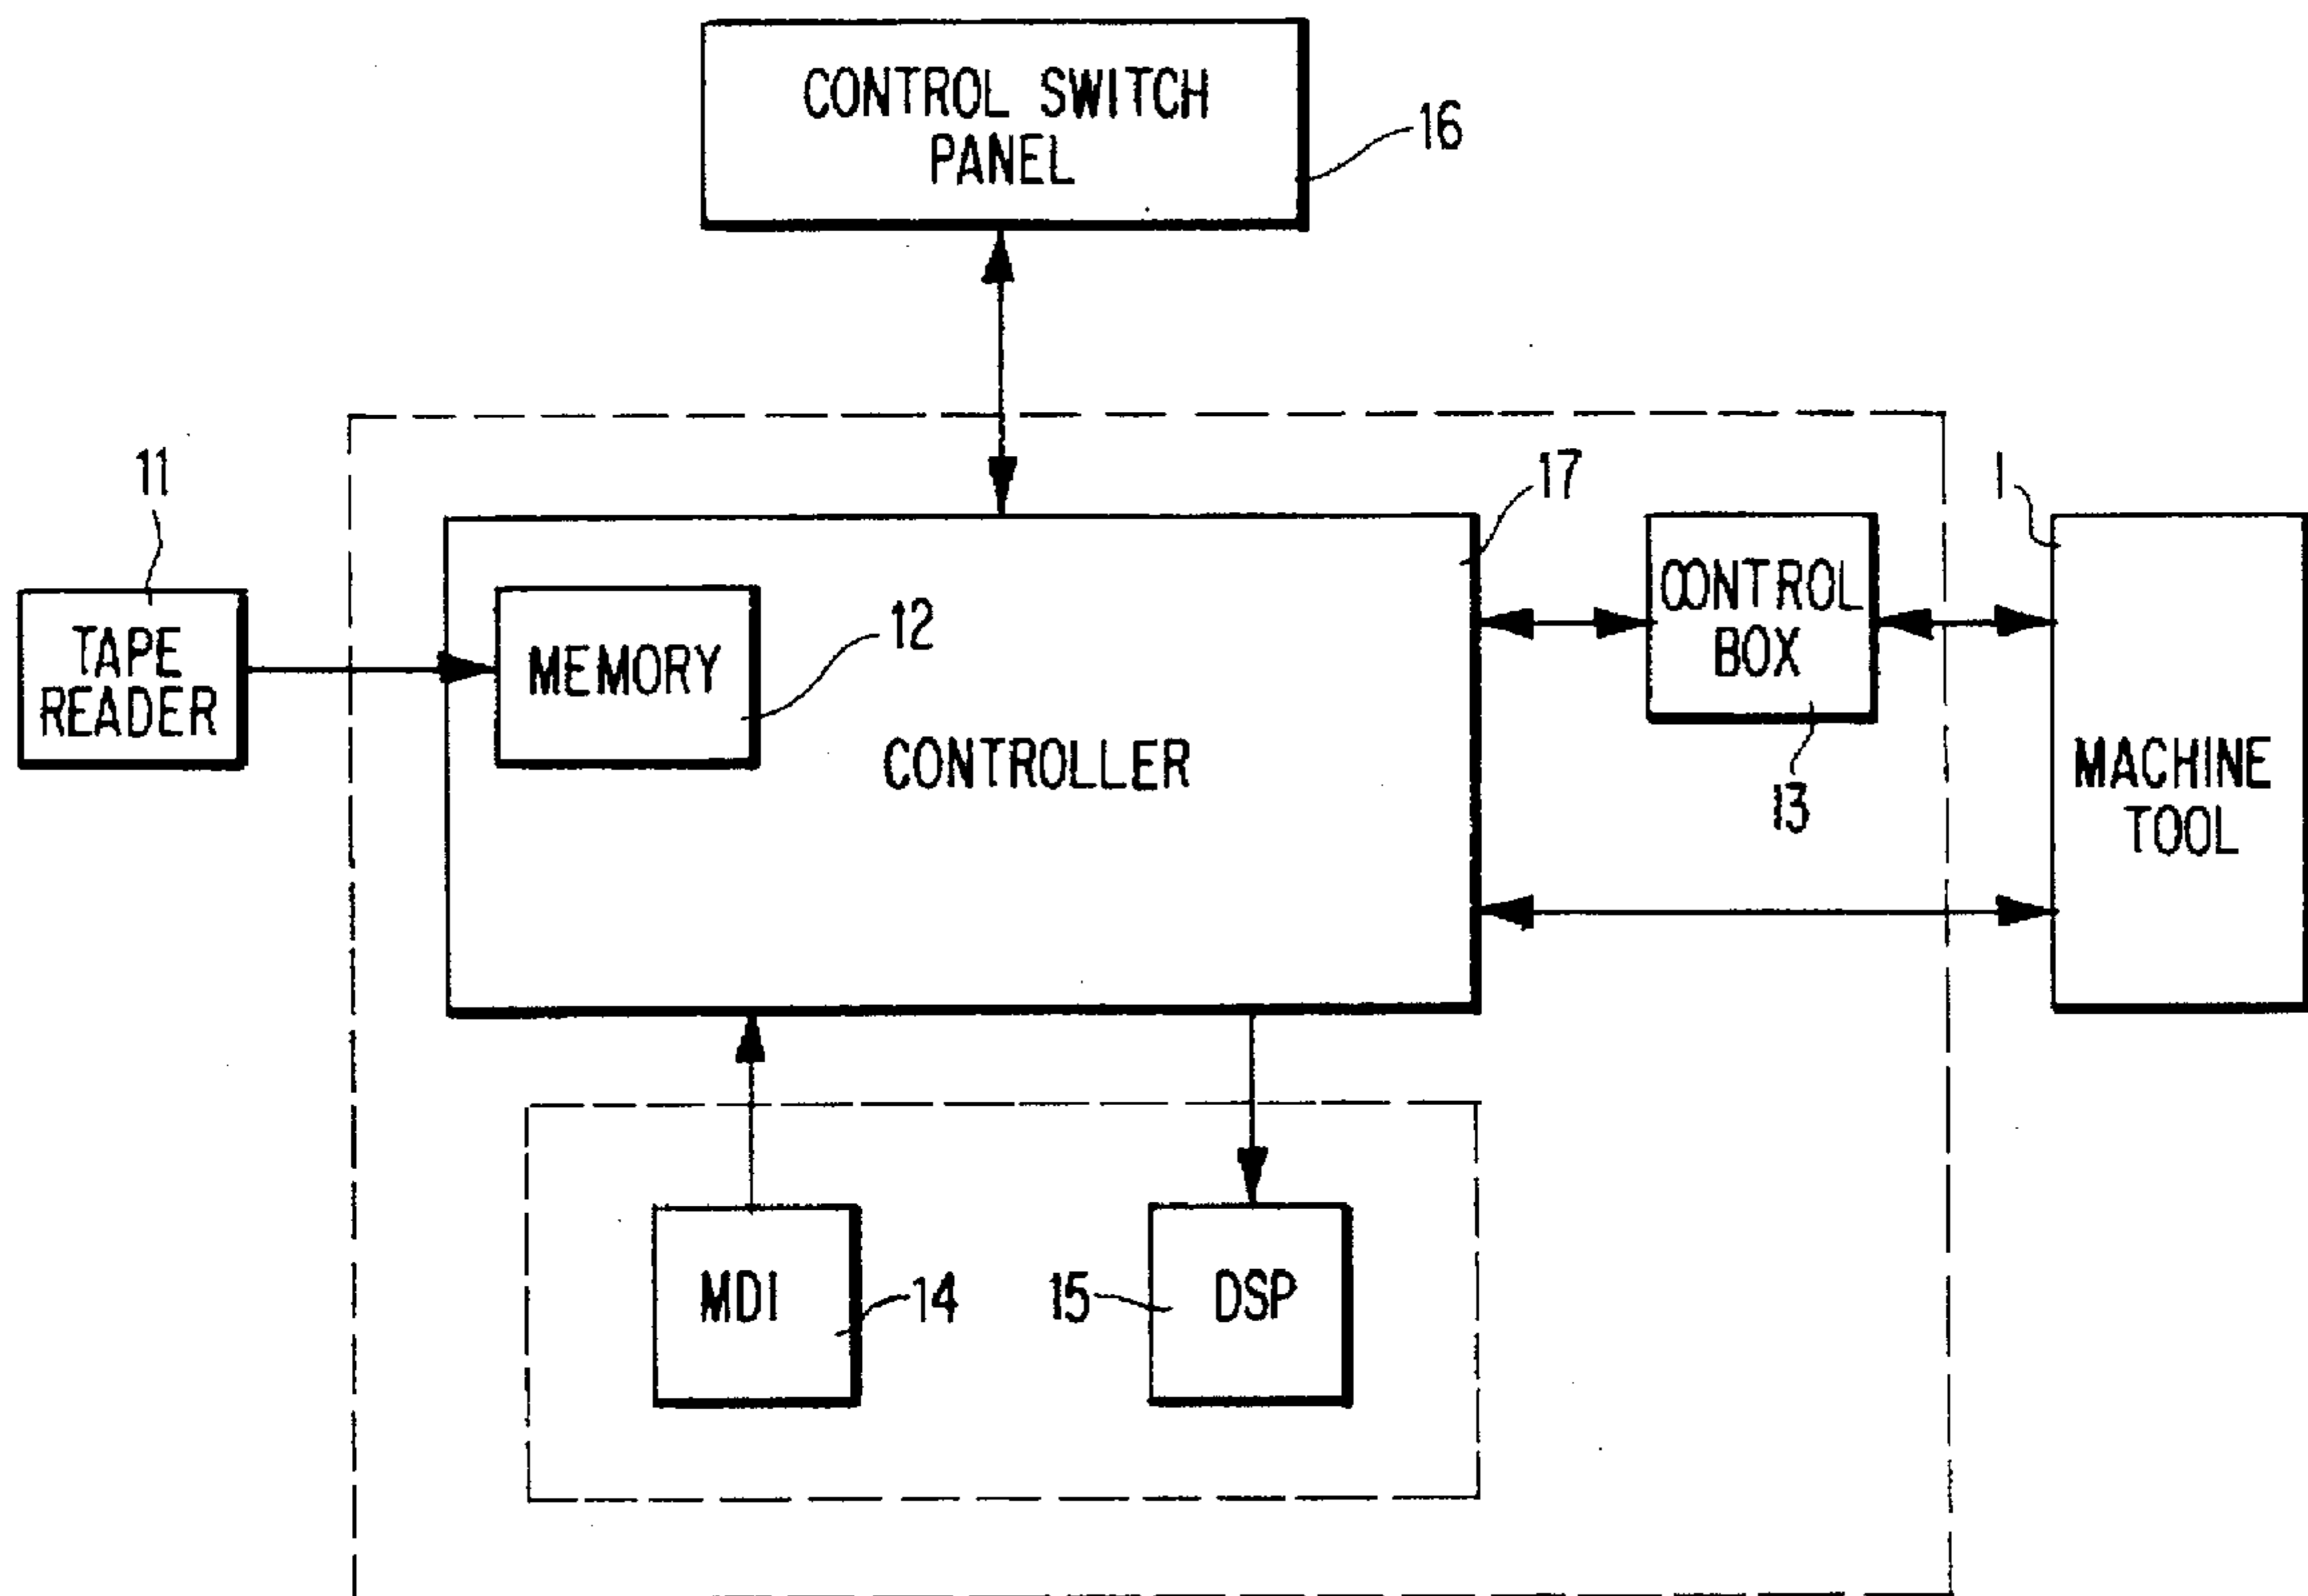 CONTROL SWITCH
PANEL
16
11
17
1
TAPE
READER
MEMORY
12
CONTROLLER
CONTROL
BOX
13
MACHINE
TOOL
MDI
14
15
DSP